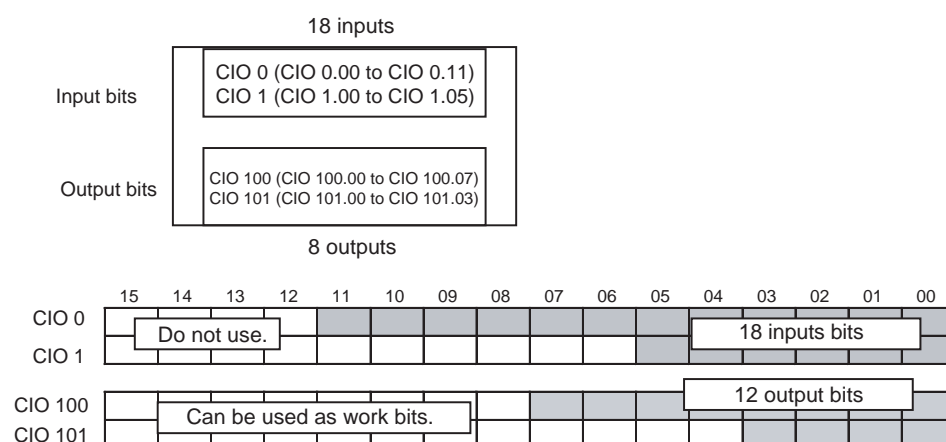 18 inputs
Input bits
CIO 0 (CIO 0.00 to CIO 0.11)
CIO 1 (CIO 1.00 to CIO 1.05)
Output bits
CIO 100 (CIO 100.00 to CIO 100.07)
CIO 101 (CIO 101.00 to CIO 101.03)
8 outputs
15 14 13 12 11 10 09 08 07 06 05 04 03 02 01 00
CIO 0
Do not use.
18 inputs bits
CIO 1
CIO 100
12 output bits
Can be used as work bits.
CIO 101